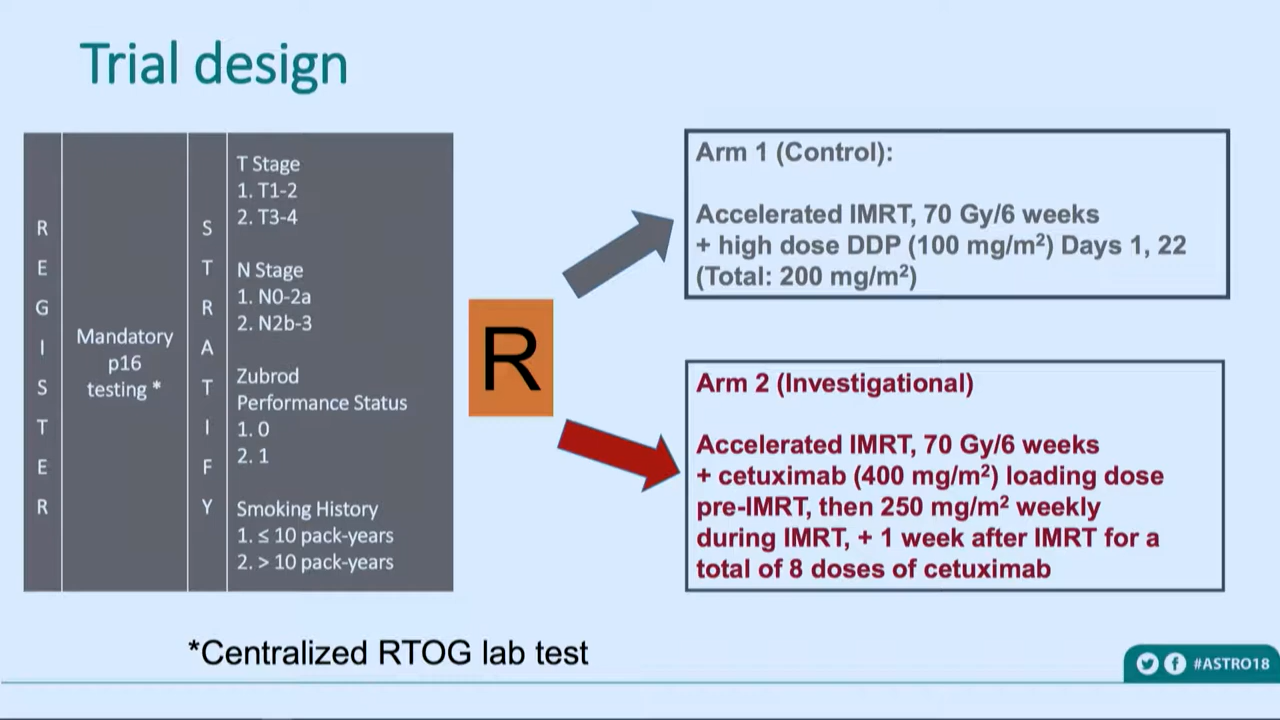 Trial design
REGISTER
Mandatory
p16
testing *
STRATIFY
T Stage
1. T1-2
2. T3-4
N Stage
1. N0-2a
2. N2b-3
Zubrod
Performance Status
1. 0
2. 1
Smoking History
1. ≤ 10 pack-years
2. > 10 pack-years
R
Arm 1 (Control):
Accelerated IMRT, 70 Gy/6 weeks
+ high dose DDP (100 mg/m²) Days 1, 22
(Total: 200 mg/m²)
Arm 2 (Investigational)
Accelerated IMRT, 70 Gy/6 weeks
+ cetuximab (400 mg/m²) loading dose
pre-IMRT, then 250 mg/m² weekly
during IMRT, + 1 week after IMRT for a
total of 8 doses of cetuximab
*Centralized RTOG lab test
#ASTRO18